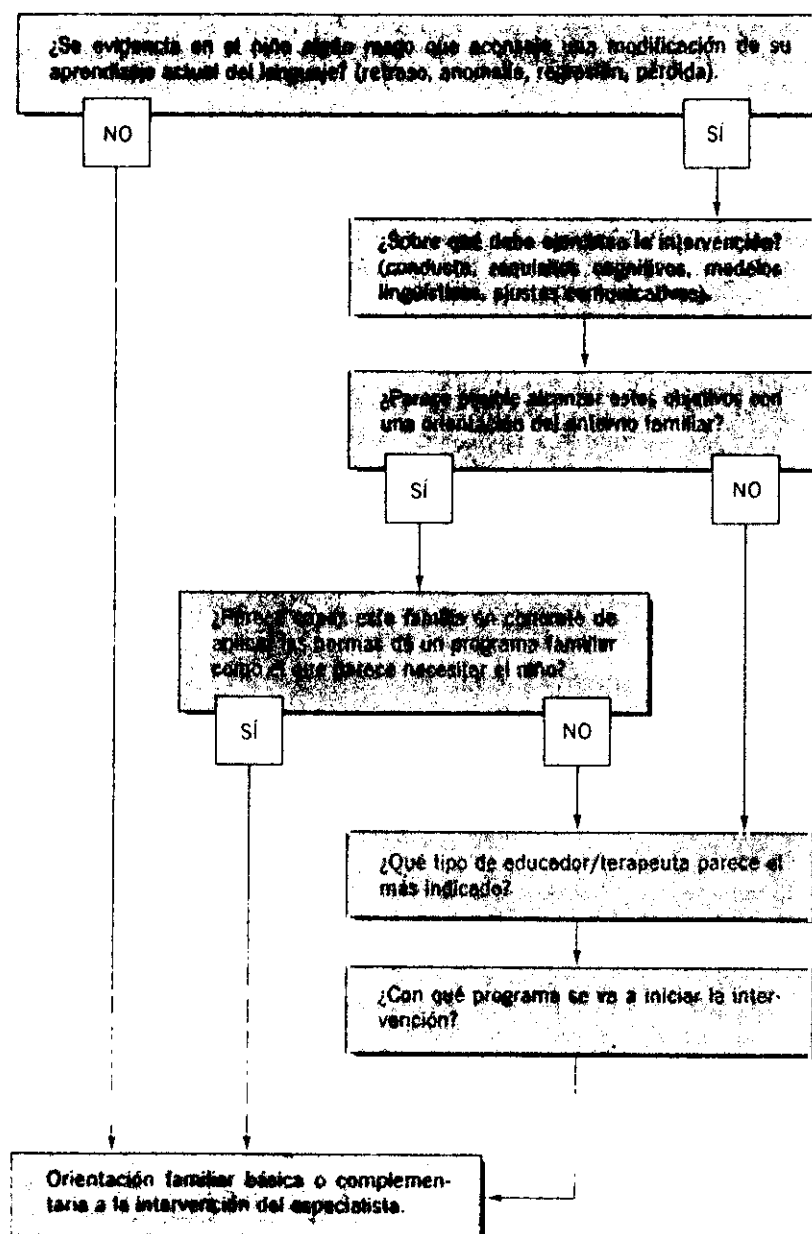 ¿Se evidencia en el niño algún rasgo que aconseje una modificación de su
aprendizaje actual del lenguaje? (retraso, anomalía, regresión, pérdida).
NO
SÍ
¿Sobre qué debe ejercerse la intervención?
(conducta, requisitos cognitivos, modelos
lingüísticos, ajustes comunicativos).
¿Parece posible alcanzar estos objetivos con
una orientación del entorno familiar?
SÍ
NO
¿Parece capaz esta familia en concreto de
aplicar las normas de un programa familiar
como el que parece necesitar el niño?
SÍ
NO
¿Qué tipo de educador/terapeuta parece el
más indicado?
¿Con qué programa se va a iniciar la inter-
vención?
Orientación familiar básica o complemen-
taria a la intervención del especialista.